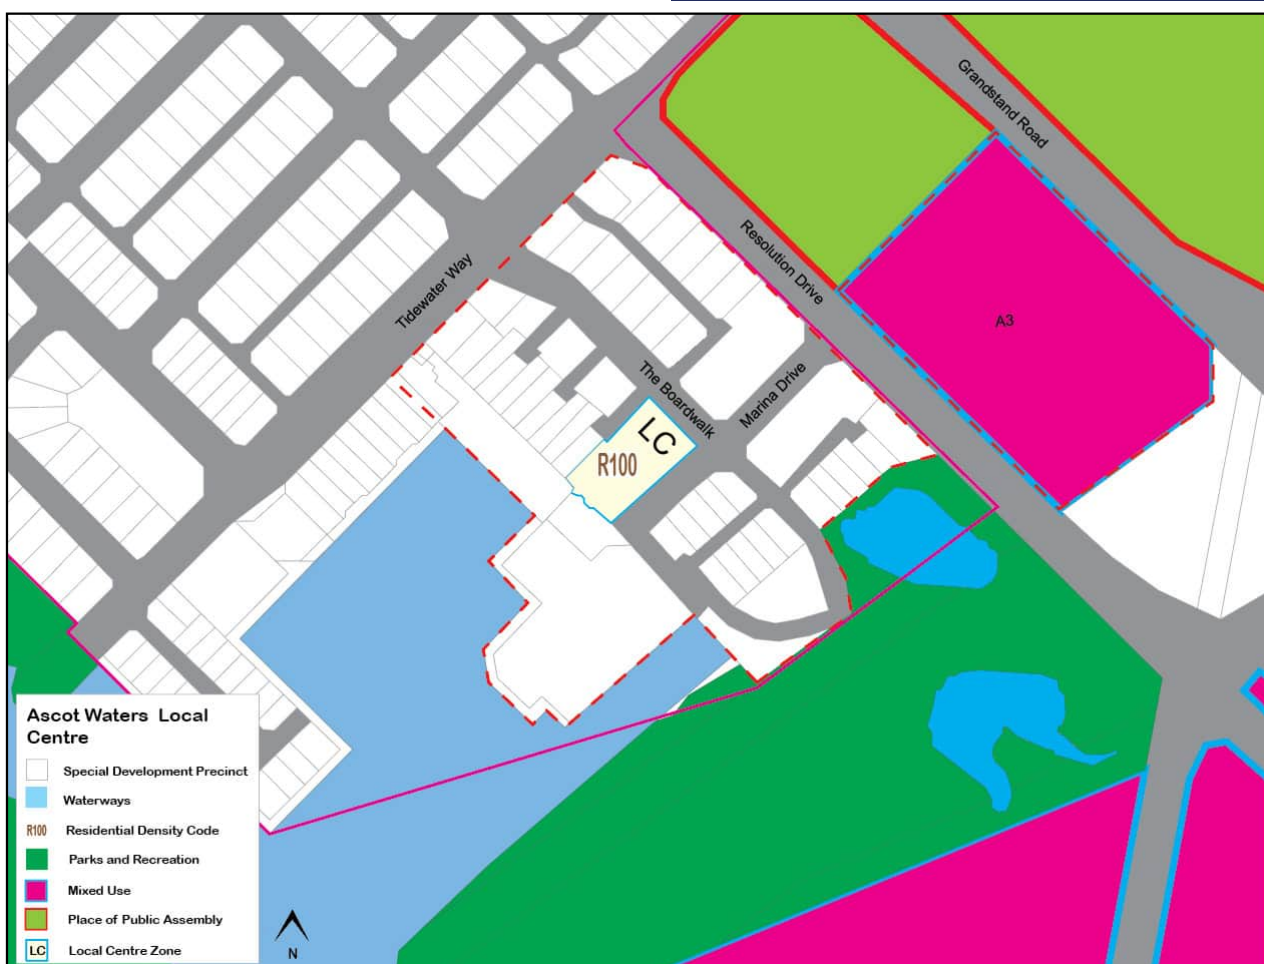 Grandstand Road
Resolution Drive
A3
Tidewater Way
The Boardwalk
Marina Drive
LC
R100
Ascot Waters Local
Centre
Special Development Precinct
Waterways
R100 Residential Density Code
Parks and Recreation
Mixed Use
Place of Public Assembly
LC Local Centre Zone
N